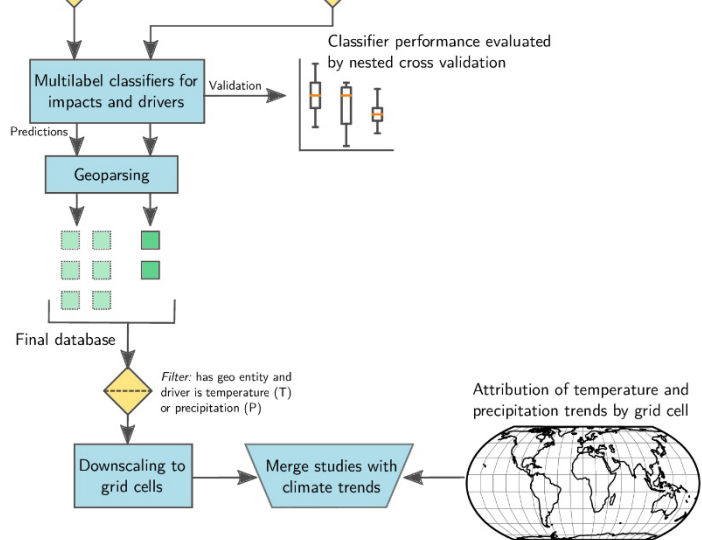 Classifier performance evaluated
by nested cross validation
Multilabel classifiers for
impacts and drivers
Validation
Predictions
Geoparsing
Final database
Filter: has geo entity and
driver is temperature (T)
or precipitation (P)
Attribution of temperature and
precipitation trends by grid cell
Downscaling to
grid cells
Merge studies with
climate trends